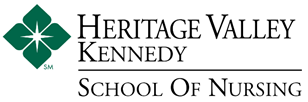 HERITAGE VALLEY
KENNEDY
SCHOOL OF NURSING
SM